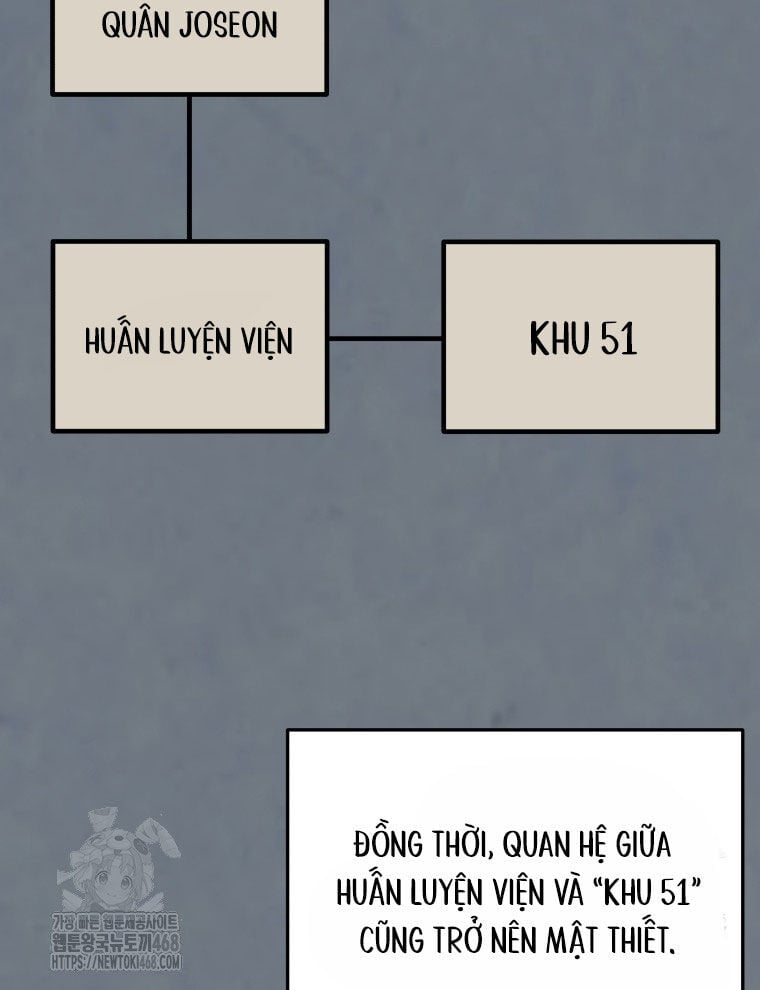 QUÂN JOSEON
HUẤN LUYỆN VIỆN
KHU 51
ĐỒNG THỜI, QUAN HỆ GIỮA
HUẤN LUYỆN VIỆN VÀ "KHU 51"
CŨNG TRỞ NÊN MẬT THIẾT.
가장 빠른 웹툰제공사이트
웹툰왕국뉴토끼468
HTTPS://NEWTOKI468.COM